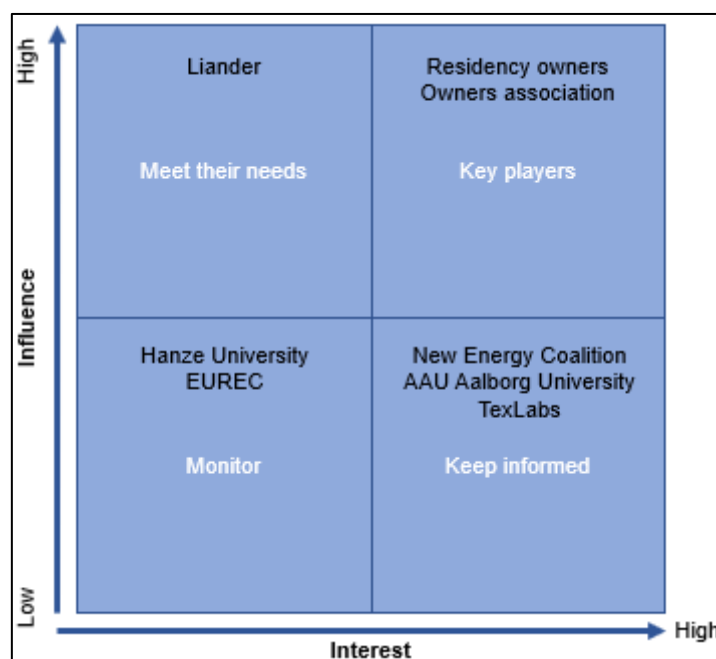 High
Liander
Residency owners
Owners association
Meet their needs
Key players
Influence
Hanze University
EUREC
New Energy Coalition
AAU Aalborg University
TexLabs
Monitor
Keep informed
Low
Interest
High